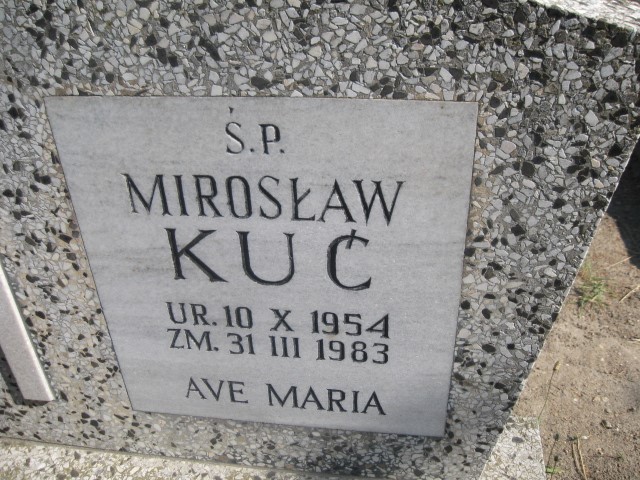 Ś.P.
MIROSŁAW
KUĆ
UR. 10 X 1954
ZM. 31 III 1983
AVE MARIA